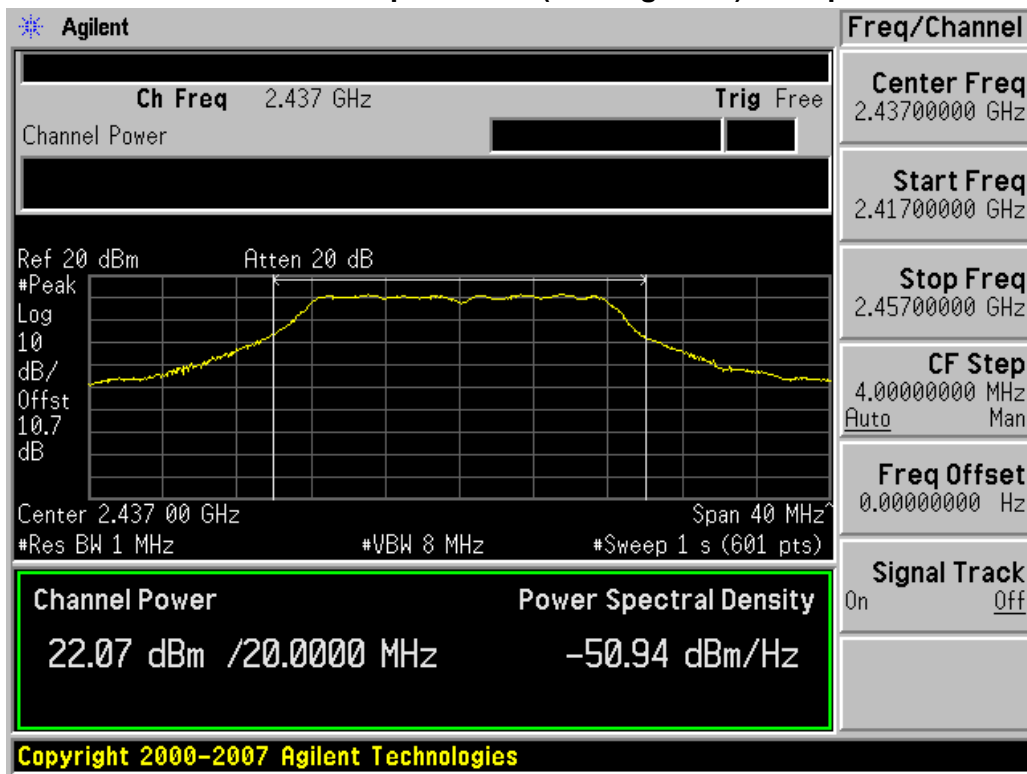 Agilent
Freq/Channel
Ch Freq 2.437 GHz Trig Free
Channel Power
Center Freq
2.43700000 GHz
Start Freq
2.41700000 GHz
Stop Freq
2.45700000 GHz
CF Step
4.00000000 MHz
Auto Man
Freq Offset
0.00000000 Hz
Signal Track
On Off
Ref 20 dBm Atten 20 dB
#Peak
Log
10
dB/
Offst
10.7
dB
Center 2.437 00 GHz Span 40 MHz^
#Res BW 1 MHz #VBW 8 MHz #Sweep 1 s (601 pts)
Channel Power Power Spectral Density
22.07 dBm /20.0000 MHz -50.94 dBm/Hz
Copyright 2000-2007 Agilent Technologies